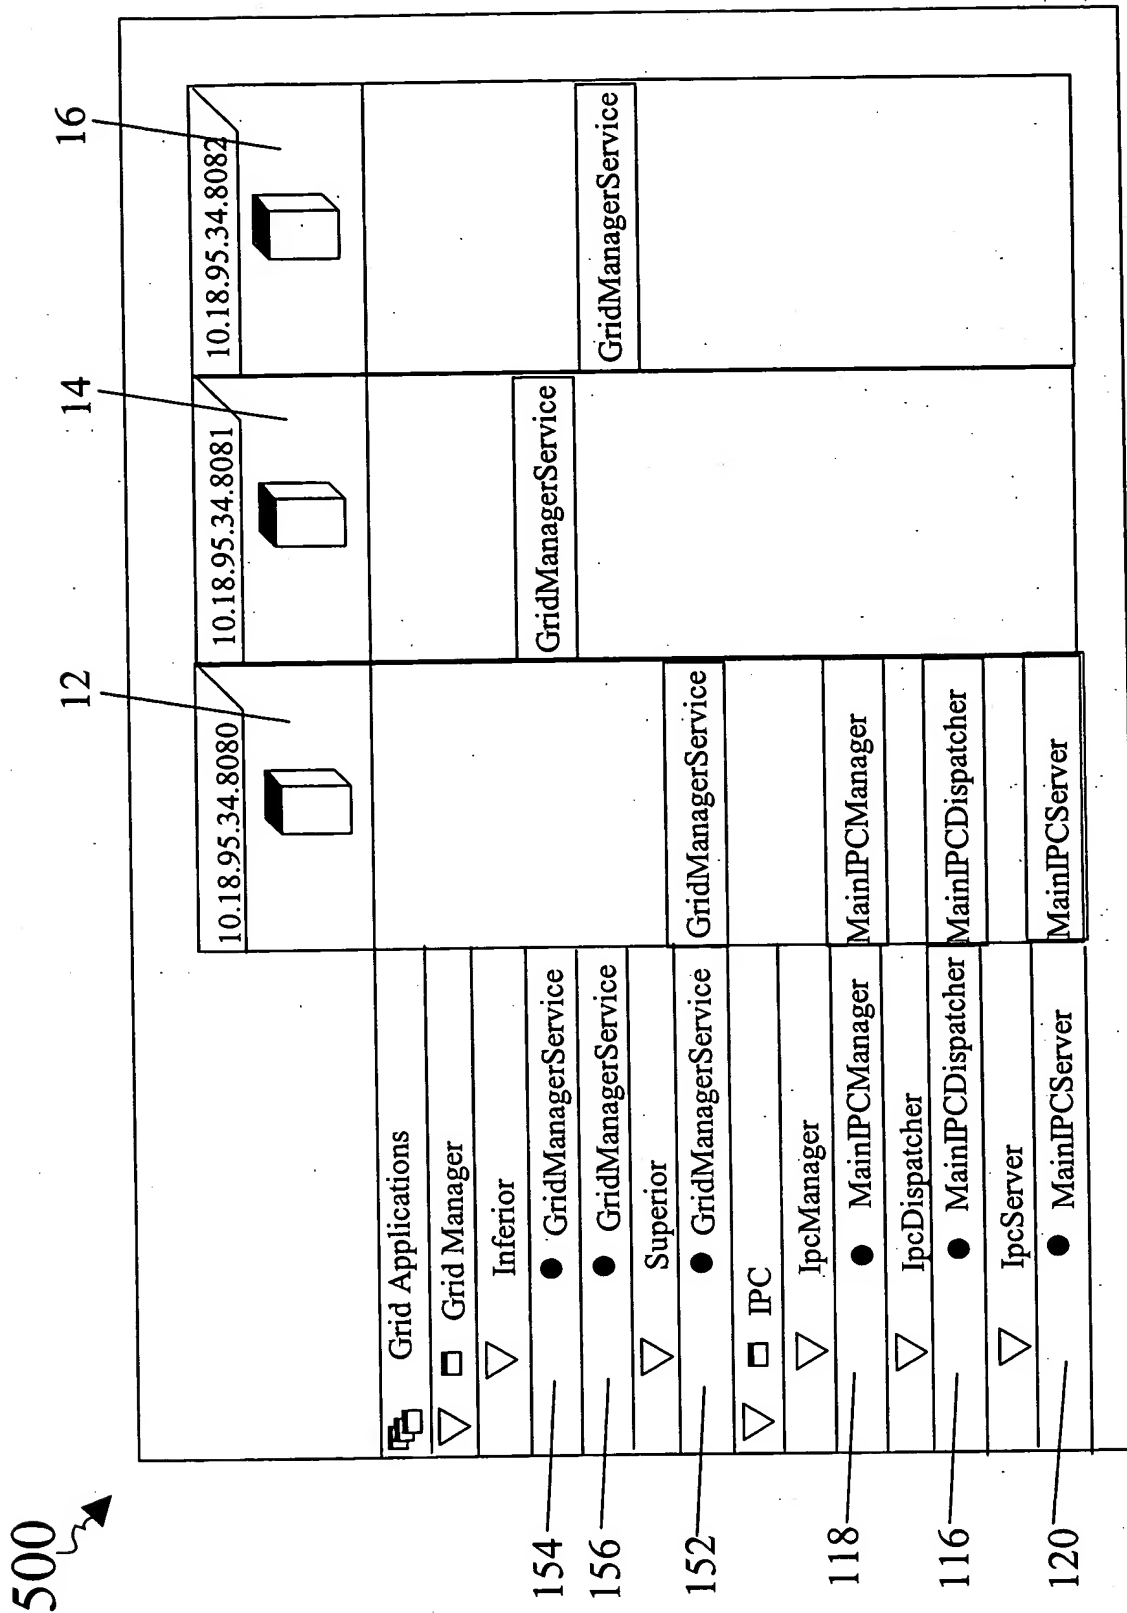 500
12
14
16
10.18.95.34.8080
10.18.95.34.8081
10.18.95.34.8082
Grid Applications
Grid Manager
Inferior
154
GridManagerService
GridManagerService
156
GridManagerService
GridManagerService
Superior
152
GridManagerService
GridManagerService
IPC
IpcManager
118
MainIPCManager
MainIPCManager
IpcDispatcher
116
MainIPCDispatcher
MainIPCDispatcher
IpcServer
120
MainIPCServer
MainIPCServer